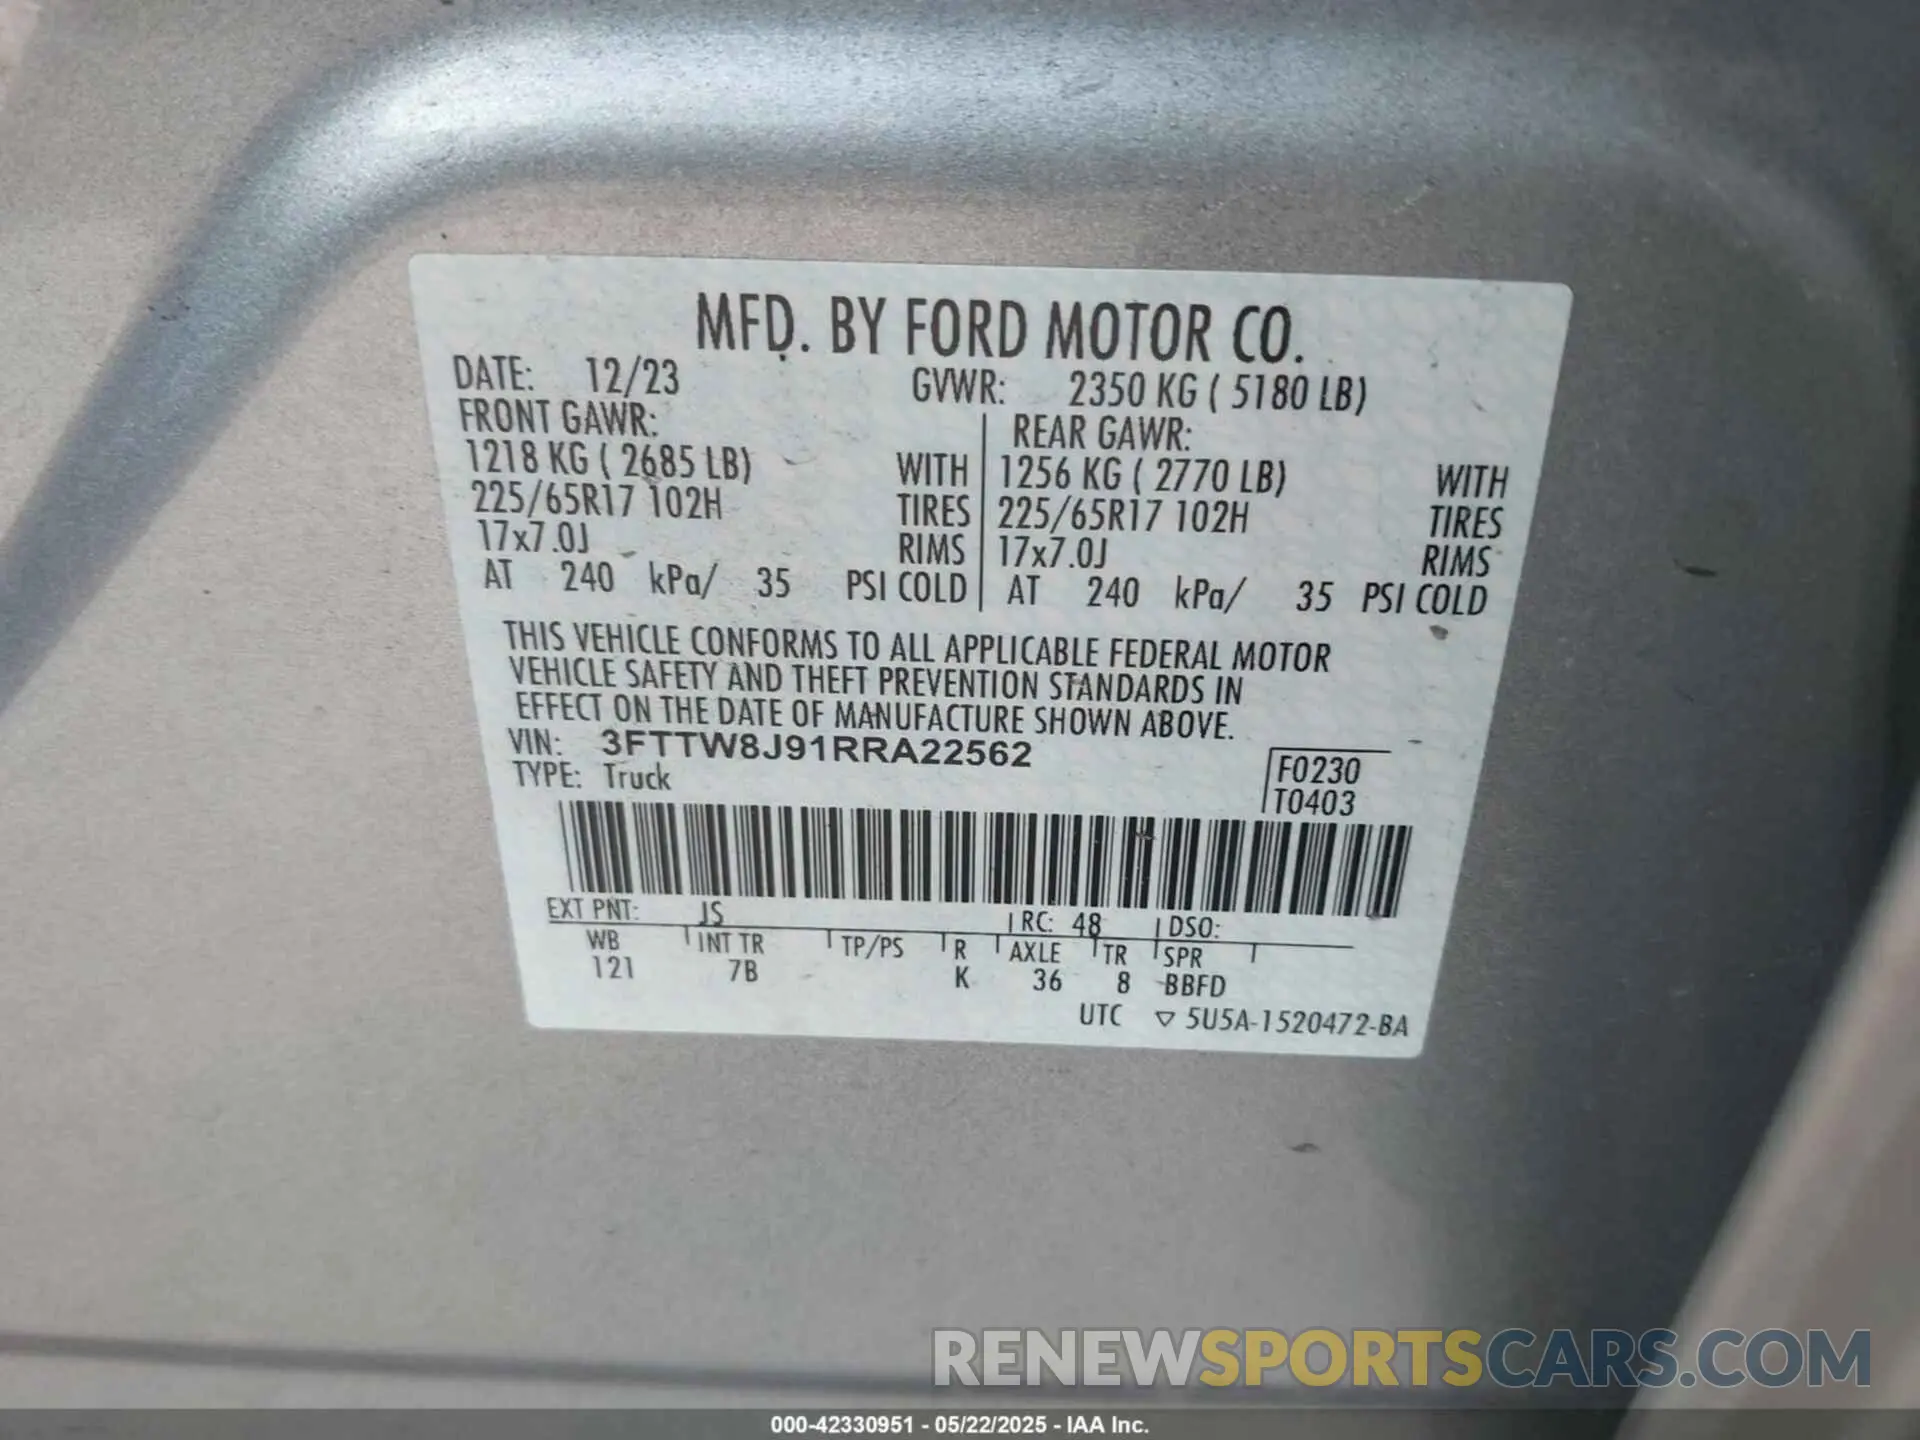 MFD. BY FORD MOTOR CO.
DATE: 12/23 GVWR: 2350 KG ( 5180 LB)
FRONT GAWR: REAR GAWR:
1218 KG ( 2685 LB) WITH 1256 KG ( 2770 LB) WITH
225/65R17 102H TIRES 225/65R17 102H TIRES
17x7.0J RIMS 17x7.0J RIMS
AT 240 kPa/ 35 PSI COLD AT 240 kPa/ 35 PSI COLD
THIS VEHICLE CONFORMS TO ALL APPLICABLE FEDERAL MOTOR
VEHICLE SAFETY AND THEFT PREVENTION STANDARDS IN
EFFECT ON THE DATE OF MANUFACTURE SHOWN ABOVE.
VIN: 3FTTW8J91RRA22562
TYPE: Truck
F0230
T0403
EXT PNT: JS RC: 48 DSO:
WB INT TR TP/PS R AXLE TR SPR
121 7B K 36 8 BBFD
UTC ▽ 5U5A-1520472-BA
RENEWSPORTSCARS.COM
000-42330951 - 05/22/2025 - IAA Inc.